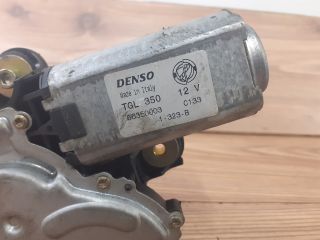 DENSO
Made in Italy
TGL 350 12 V
66350003 C133
1-323-B